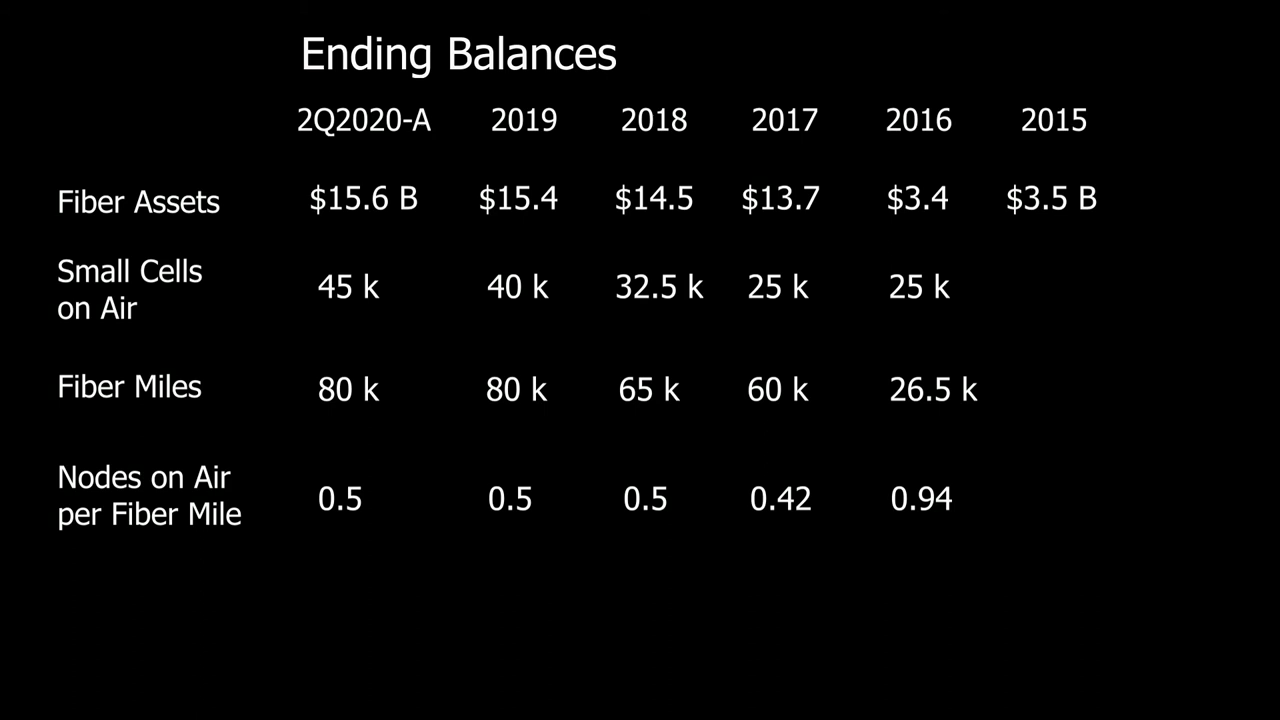 Ending Balances
2Q2020-A 2019 2018 2017 2016 2015
Fiber Assets $15.6 B $15.4 $14.5 $13.7 $3.4 $3.5 B
Small Cells
on Air 45 k 40 k 32.5 k 25 k 25 k
Fiber Miles 80 k 80 k 65 k 60 k 26.5 k
Nodes on Air
per Fiber Mile 0.5 0.5 0.5 0.42 0.94